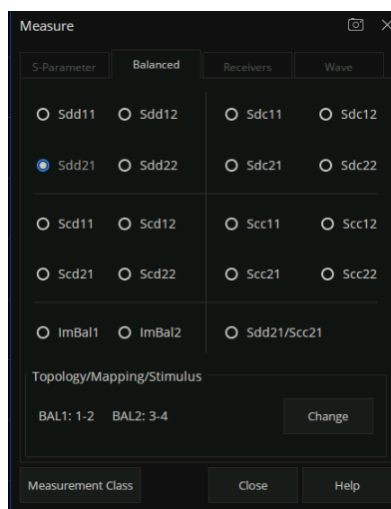 Measure
S-Parameter Balanced Receivers Wave
Sdd11 Sdd12 Sdc11 Sdc12
Sdd21 Sdd22 Sdc21 Sdc22
Scd11 Scd12 Scc11 Scc12
Scd21 Scd22 Scc21 Scc22
ImBal1 ImBal2 Sdd21/Scc21
Topology/Mapping/Stimulus
BAL1: 1-2 BAL2: 3-4 Change
Measurement Class Close Help